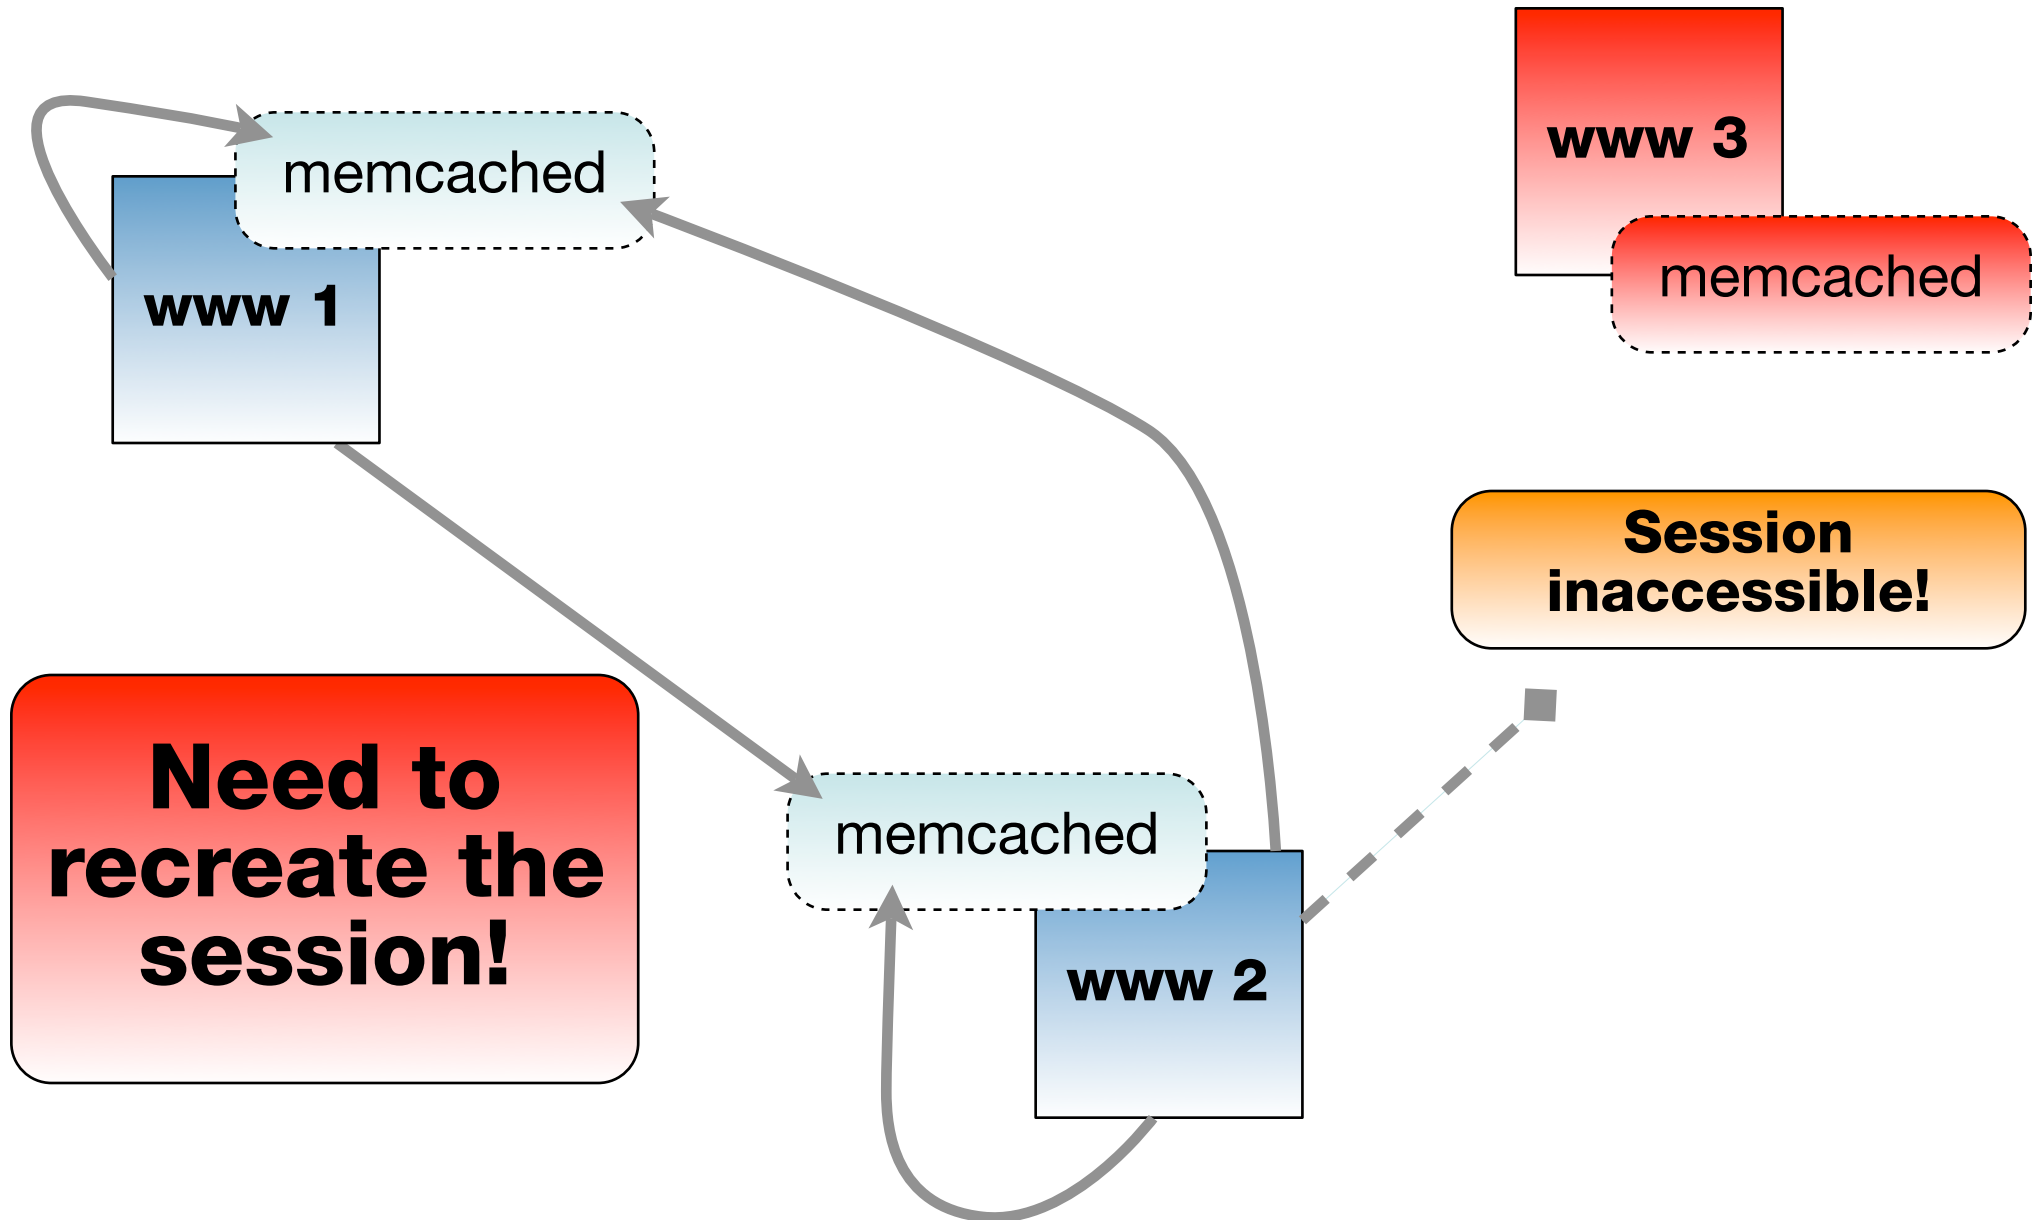 www 3
memcached
www 1
memcached
Session
inaccessible!
Need to
recreate the
session!
memcached
www 2